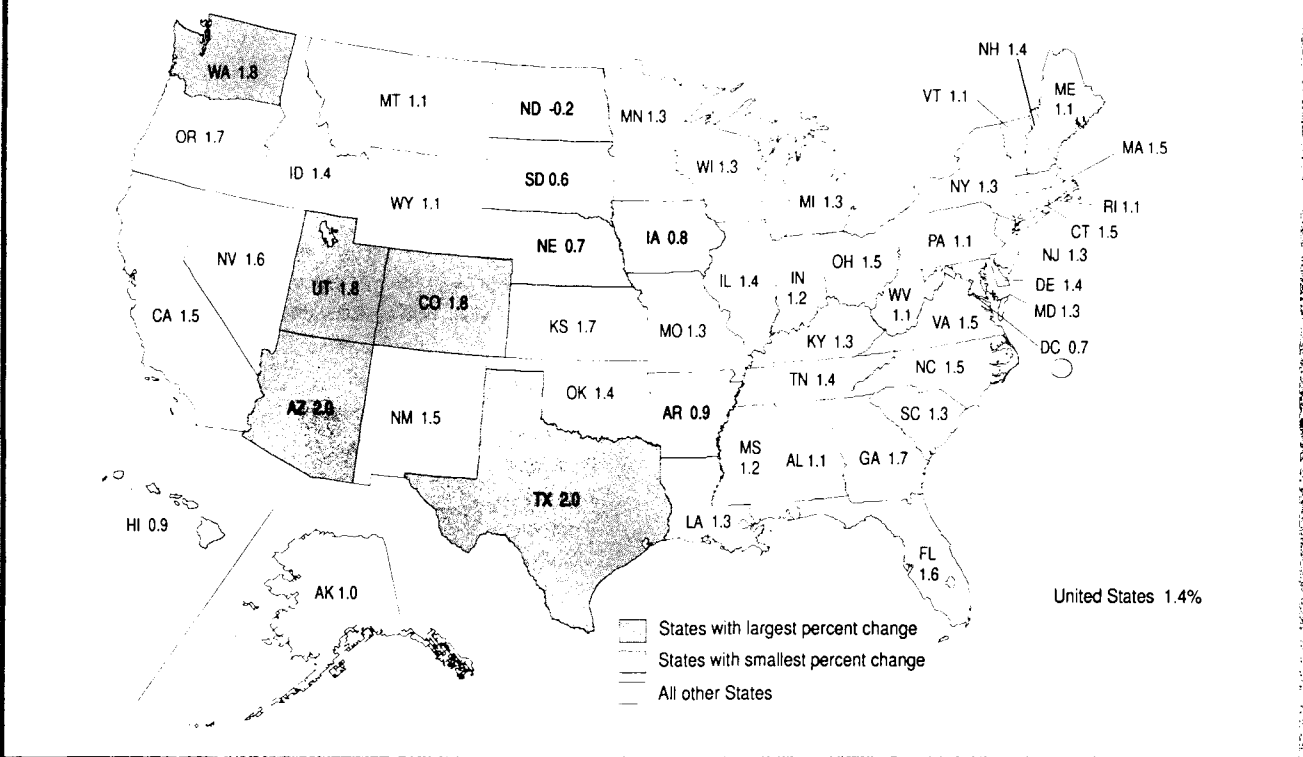 WA 1.8
MT 1.1
ND -0.2
MN 1.3
NH 1.4
VT 1.1
ME
1.1
OR 1.7
ID 1.4
SD 0.6
WI 1.3
MI 1.3
NY 1.3
MA 1.5
WY 1.1
RI 1.1
CT 1.5
NV 1.6
UT 1.8
CO 1.8
NE 0.7
IA 0.8
IL 1.4
IN
1.2
OH 1.5
PA 1.1
NJ 1.3
DE 1.4
MD 1.3
CA 1.5
KS 1.7
MO 1.3
WV
1.1
VA 1.5
KY 1.3
DC 0.7
AZ 2.0
NM 1.5
OK 1.4
AR 0.9
TN 1.4
NC 1.5
SC 1.3
MS
1.2
AL 1.1
GA 1.7
TX 2.0
LA 1.3
HI 0.9
AK 1.0
FL
1.6
United States 1.4%
States with largest percent change
States with smallest percent change
All other States